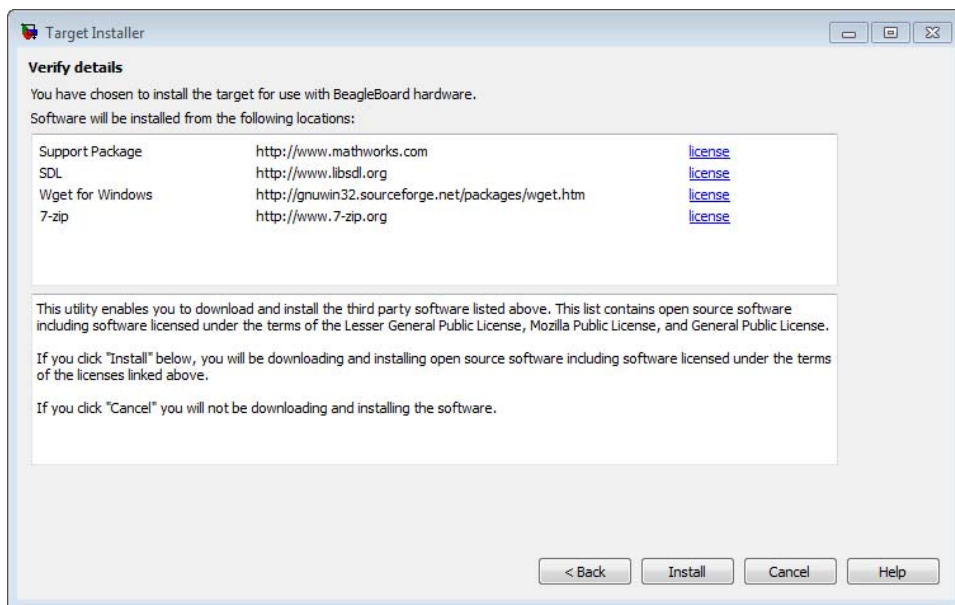 Target Installer
Verify details
You have chosen to install the target for use with BeagleBoard hardware.
Software will be installed from the following locations:
Support Package http://www.mathworks.com license
SDL http://www.libsdl.org license
Wget for Windows http://gnuwin32.sourceforge.net/packages/wget.htm license
7-zip http://www.7-zip.org license
This utility enables you to download and install the third party software listed above. This list contains open source software
including software licensed under the terms of the Lesser General Public License, Mozilla Public License, and General Public License.
If you click "Install" below, you will be downloading and installing open source software including software licensed under the terms
of the licenses linked above.
If you click "Cancel" you will not be downloading and installing the software.
< Back Install Cancel Help